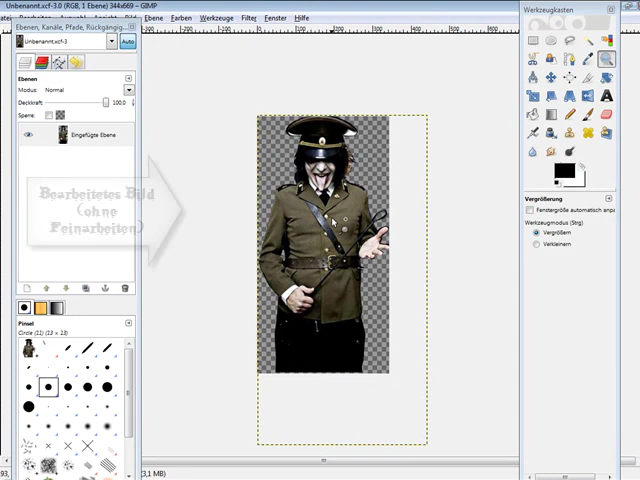 Unbenannt.xcf-3.0 (RGB, 1 Ebene) 344x669 – GIMP
Ebene Farben Werkzeuge Filter Fenster Hilfe
Ebenen, Kanäle, Pfade, Rückgängig...
Unbenannt.xcf-3
Auto
Ebenen
Modus: Normal
Deckkraft: 100.0
Sperre:
Eingefügte Ebene
Bearbeitetes Bild
(ohne
Feinarbeiten)
Pinsel
Circle (11) (13 × 13)
(3,1 MB)
Werkzeugkasten
Vergrößerung
Fenstergröße automatisch anpa
Werkzeugmodus (Strg)
Vergrößern
Verkleinern